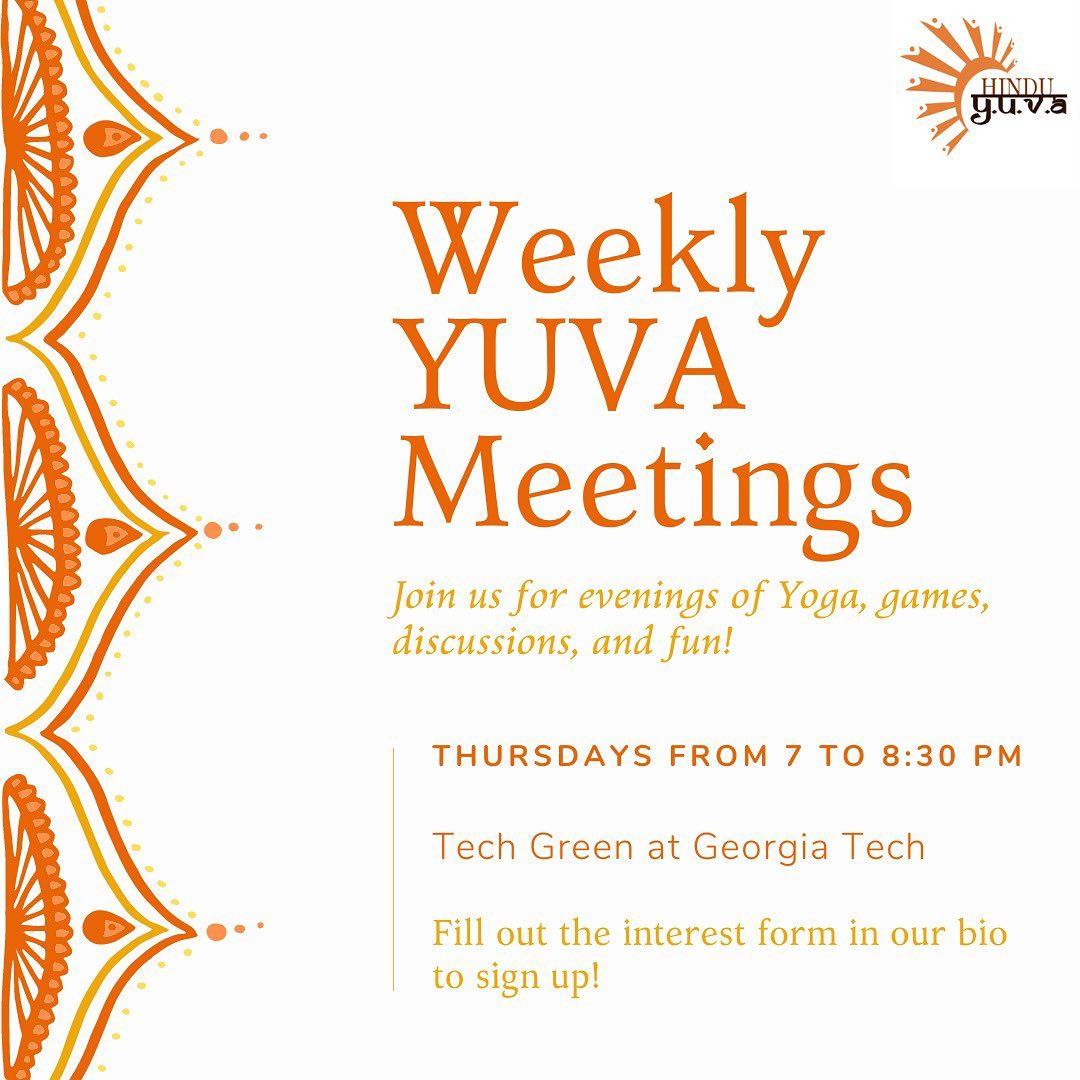 HINDU
y.u.v.a
Weekly
YUVA
Meetings
Join us for evenings of Yoga, games,
discussions, and fun!
THURSDAYS FROM 7 TO 8:30 PM
Tech Green at Georgia Tech
Fill out the interest form in our bio
to sign up!